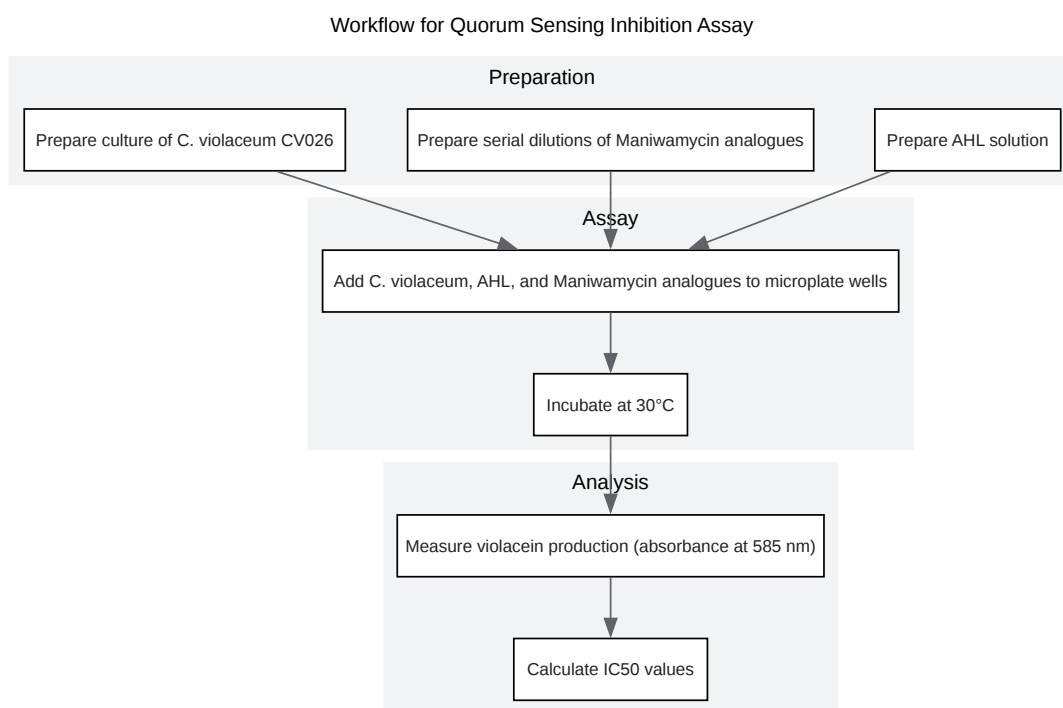 Workflow for Quorum Sensing Inhibition Assay
Preparation
Prepare culture of C. violaceum CV026
Prepare serial dilutions of Maniwamycin analogues
Prepare AHL solution
Assay
Add C. violaceum, AHL, and Maniwamycin analogues to microplate wells
Incubate at 30°C
Analysis
Measure violacein production (absorbance at 585 nm)
Calculate IC50 values